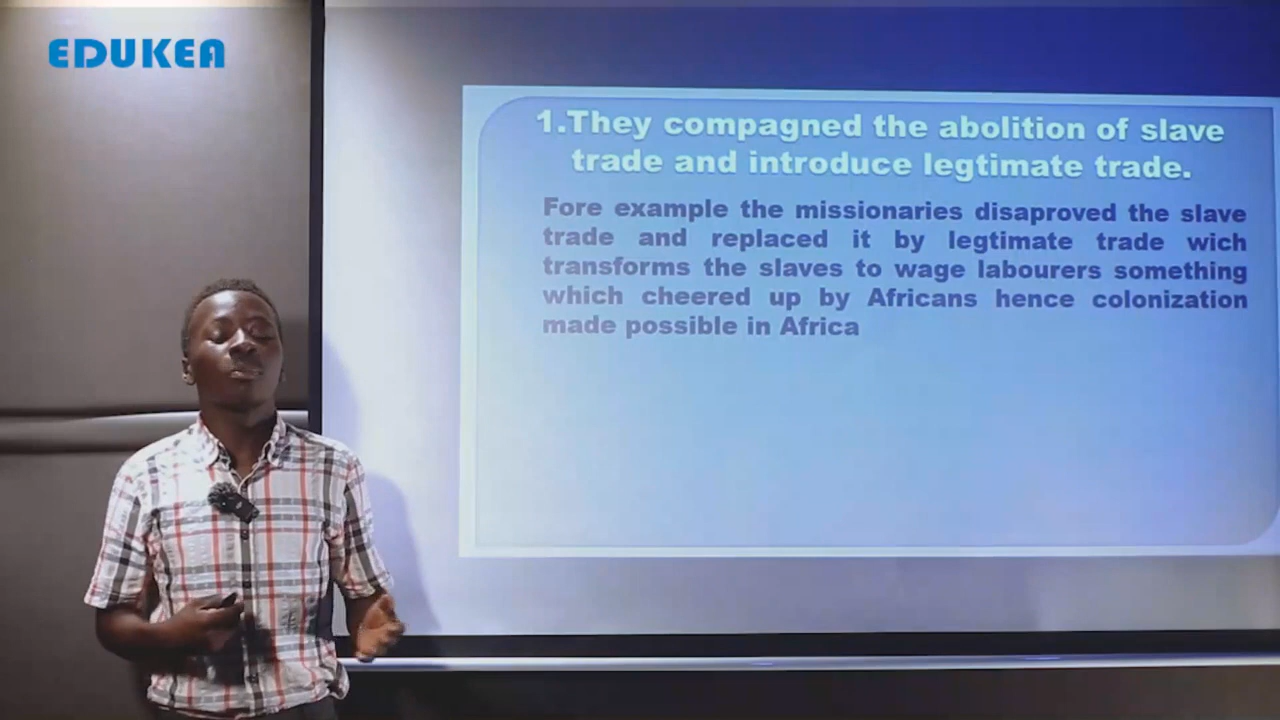 EDUKEA
1.They compagned the abolition of slave
trade and introduce legtimate trade.
Fore example the missionaries disaproved the slave
trade and replaced it by legtimate trade wich
transforms the slaves to wage labourers something
which cheered up by Africans hence colonization
made possible in Africa